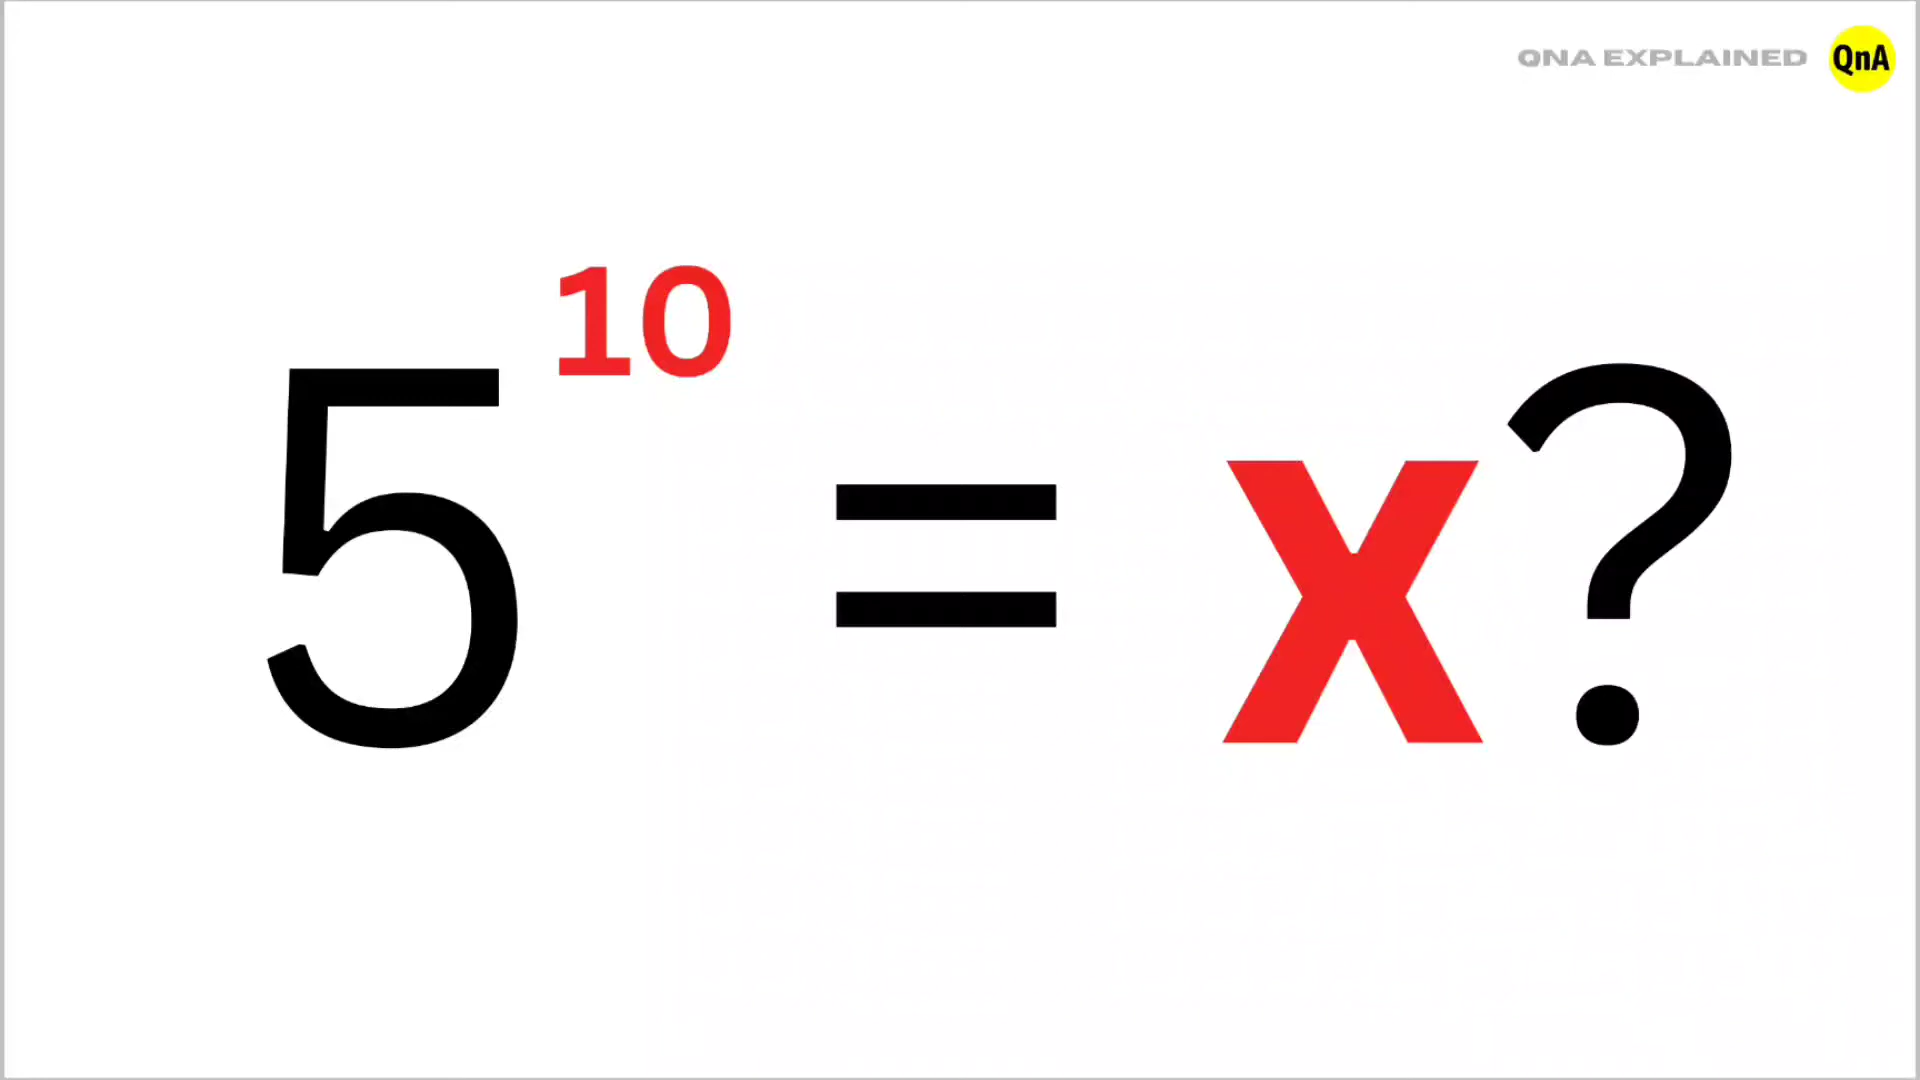 QNA EXPLAINED QnA
5¹⁰ = x?